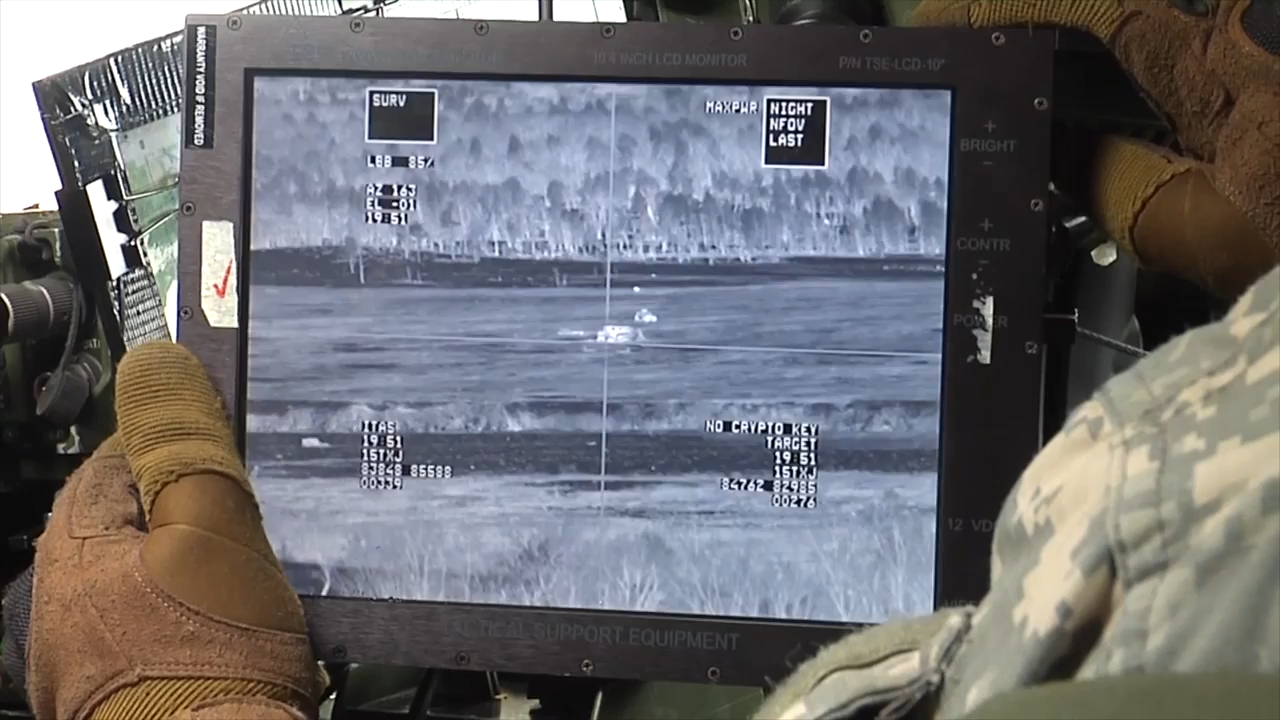 WARRANTY VOID IF REMOVED
10.4 INCH LCD MONITOR
P/N TSE-LCD-10"
SURV
MAXPWR
NIGHT
NFOV
LAST
LBB 85%
AZ 163
EL -01
19:51
+
BRIGHT
-
+
CONTR
-
POWER
ITAS
19:51
15TXJ
83848 85588
00339
NO CRYPTO KEY
TARGET
19:51
15TXJ
84762 82985
00276
12 VDC
TACTICAL SUPPORT EQUIPMENT